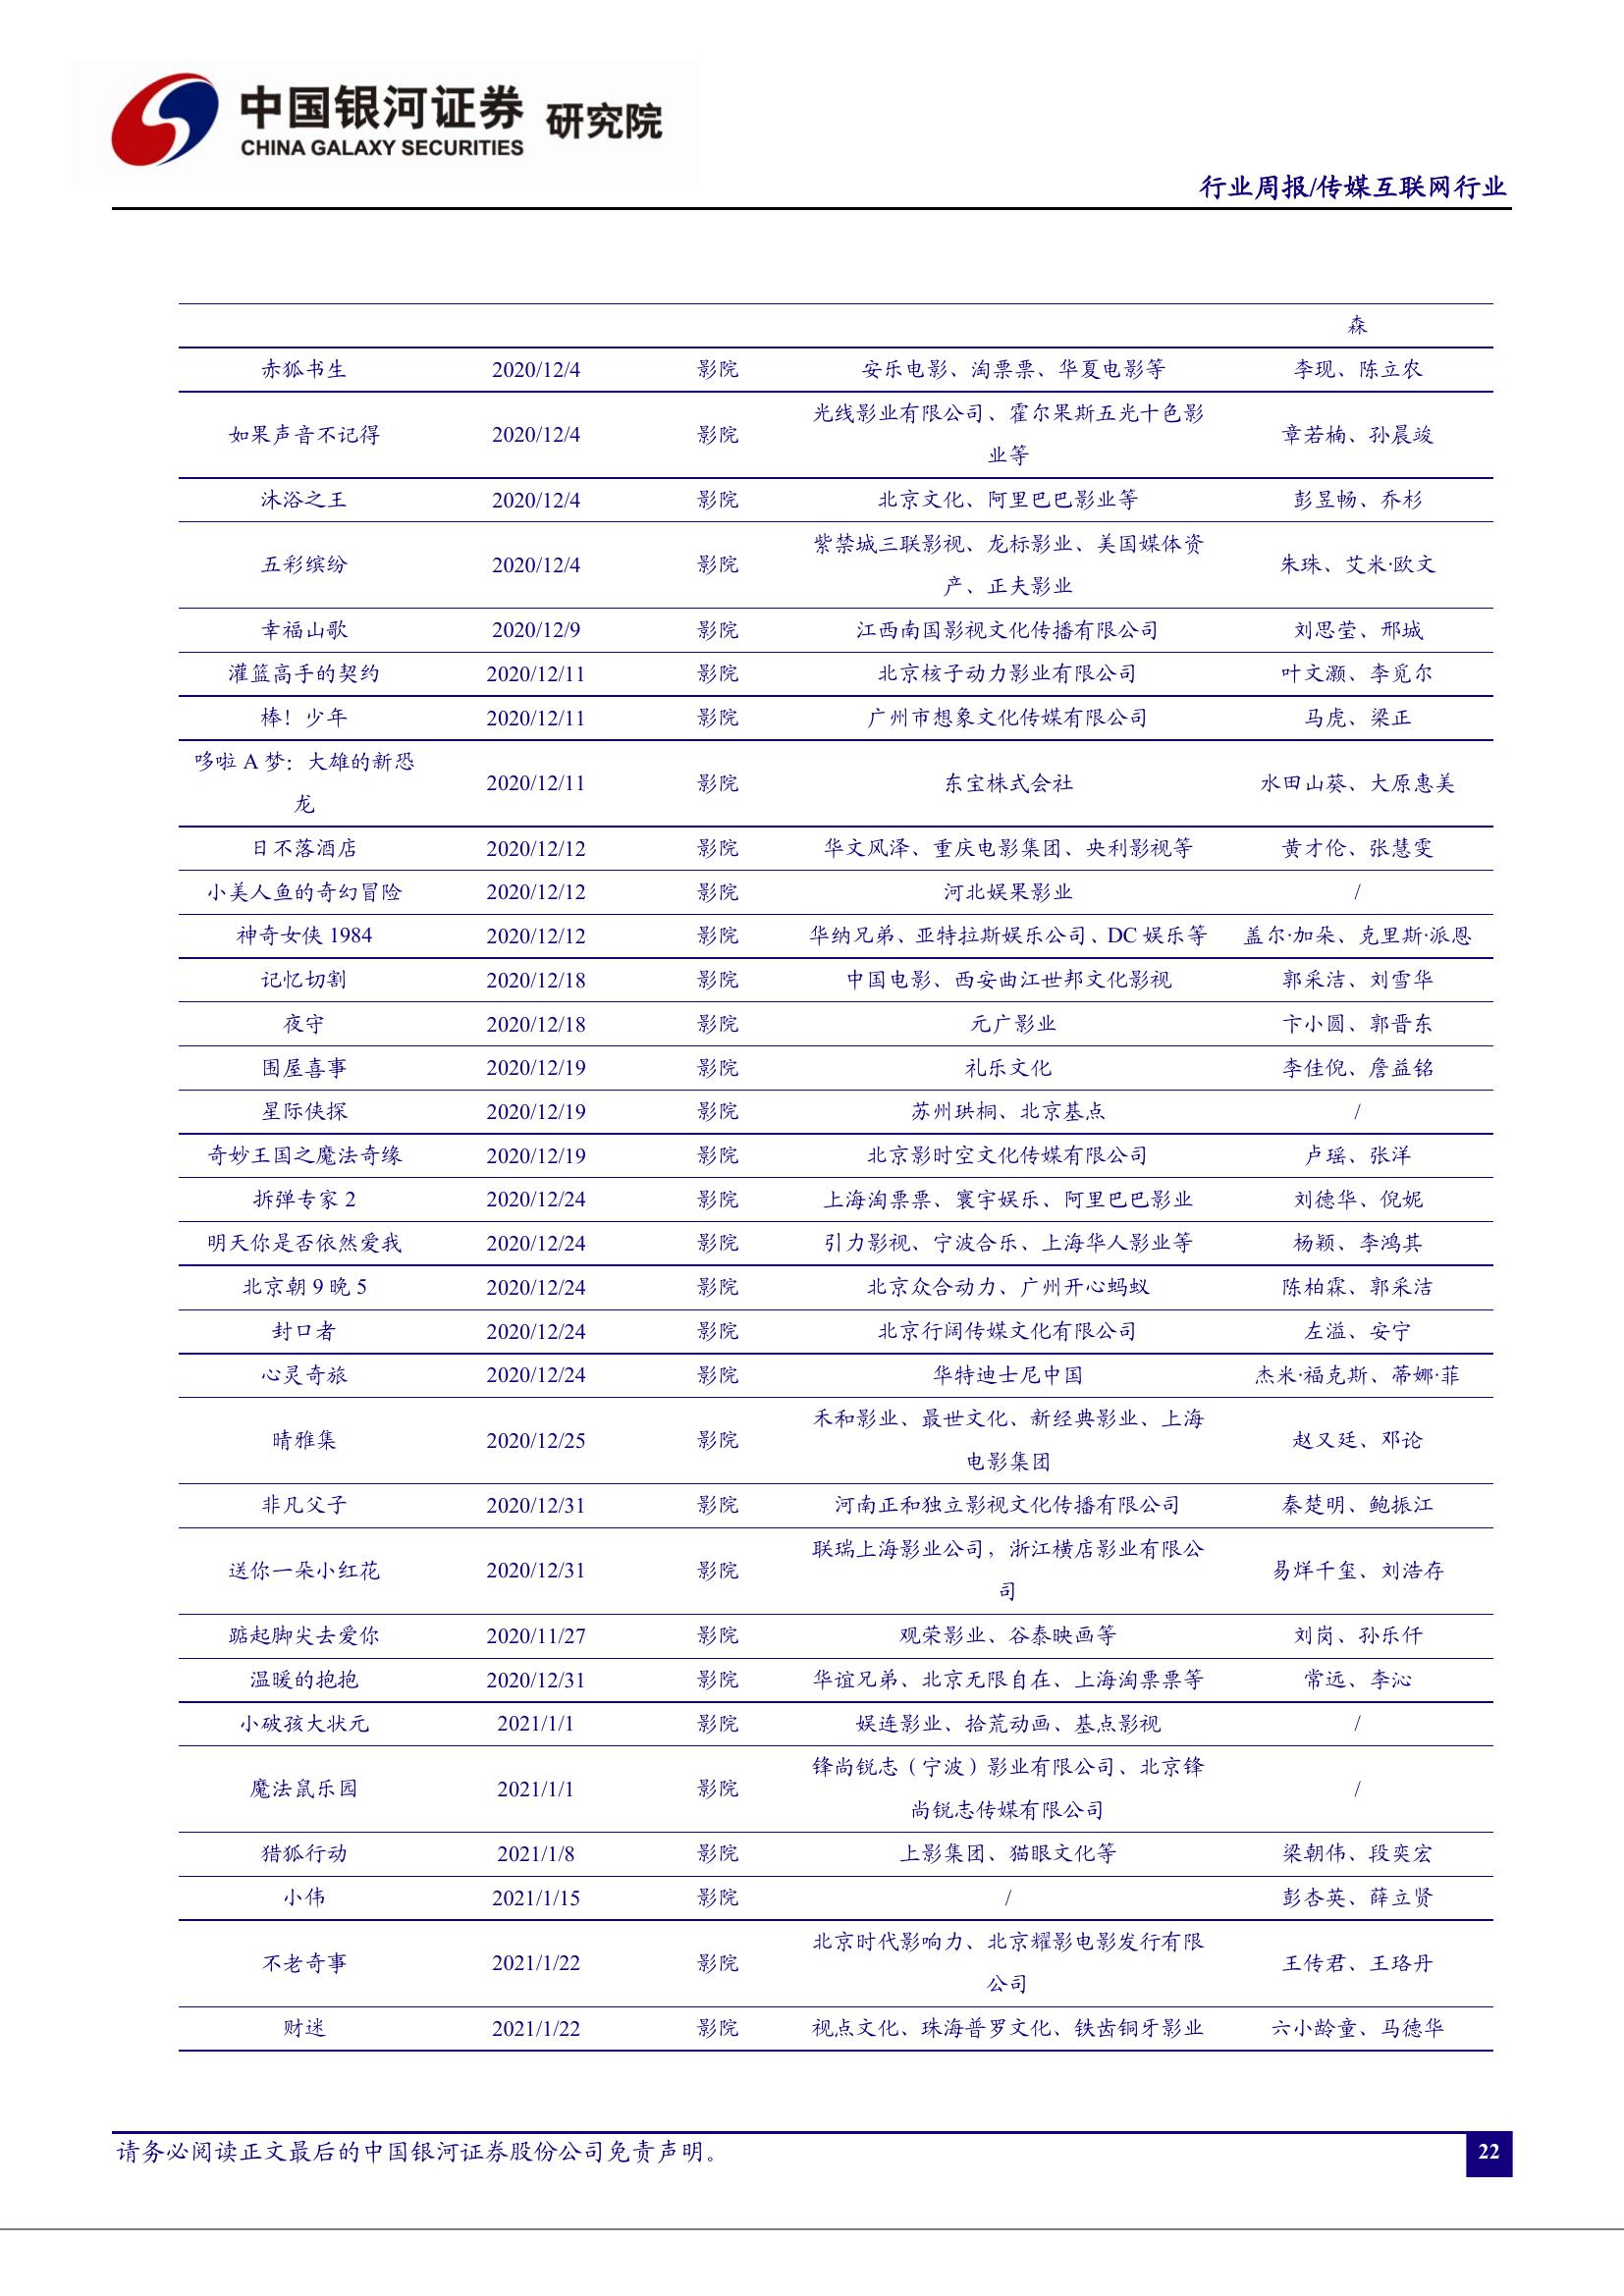 中国银河证券 研究院
CHINA GALAXY SECURITIES
行业周报/传媒互联网行业
森
赤狐书生 2020/12/4 影院 安乐电影、淘票票、华夏电影等 李现、陈立农
如果声音不记得 2020/12/4 影院 光线影业有限公司、霍尔果斯五光十色影
业等 章若楠、孙晨竣
沐浴之王 2020/12/4 影院 北京文化、阿里巴巴影业等 彭昱畅、乔杉
五彩缤纷 2020/12/4 影院 紫禁城三联影视、龙标影业、美国媒体资
产、正夫影业 朱珠、艾米·欧文
幸福山歌 2020/12/9 影院 江西南国影视文化传播有限公司 刘思莹、邢城
灌篮高手的契约 2020/12/11 影院 北京核子动力影业有限公司 叶文灏、李觅尔
棒！少年 2020/12/11 影院 广州市想象文化传媒有限公司 马虎、梁正
哆啦 A 梦：大雄的新恐
龙 2020/12/11 影院 东宝株式会社 水田山葵、大原惠美
日不落酒店 2020/12/12 影院 华文风泽、重庆电影集团、央利影视等 黄才伦、张慧雯
小美人鱼的奇幻冒险 2020/12/12 影院 河北娱果影业 /
神奇女侠 1984 2020/12/12 影院 华纳兄弟、亚特拉斯娱乐公司、DC 娱乐等 盖尔·加朵、克里斯·派恩
记忆切割 2020/12/18 影院 中国电影、西安曲江世邦文化影视 郭采洁、刘雪华
夜守 2020/12/18 影院 元广影业 卞小圆、郭晋东
围屋喜事 2020/12/19 影院 礼乐文化 李佳倪、詹益铭
星际侠探 2020/12/19 影院 苏州珙桐、北京基点 /
奇妙王国之魔法奇缘 2020/12/19 影院 北京影时空文化传媒有限公司 卢瑶、张洋
拆弹专家 2 2020/12/24 影院 上海淘票票、寰宇娱乐、阿里巴巴影业 刘德华、倪妮
明天你是否依然爱我 2020/12/24 影院 引力影视、宁波合乐、上海华人影业等 杨颖、李鸿其
北京朝 9 晚 5 2020/12/24 影院 北京众合动力、广州开心蚂蚁 陈柏霖、郭采洁
封口者 2020/12/24 影院 北京行阔传媒文化有限公司 左溢、安宁
心灵奇旅 2020/12/24 影院 华特迪士尼中国 杰米·福克斯、蒂娜·菲
晴雅集 2020/12/25 影院 禾和影业、最世文化、新经典影业、上海
电影集团 赵又廷、邓论
非凡父子 2020/12/31 影院 河南正和独立影视文化传播有限公司 秦楚明、鲍振江
送你一朵小红花 2020/12/31 影院 联瑞上海影业公司，浙江横店影业有限公
司 易烊千玺、刘浩存
踮起脚尖去爱你 2020/11/27 影院 观荣影业、谷泰映画等 刘岗、孙乐仟
温暖的抱抱 2020/12/31 影院 华谊兄弟、北京无限自在、上海淘票票等 常远、李沁
小破孩大状元 2021/1/1 影院 娱连影业、拾荒动画、基点影视 /
魔法鼠乐园 2021/1/1 影院 锋尚锐志（宁波）影业有限公司、北京锋
尚锐志传媒有限公司 /
猎狐行动 2021/1/8 影院 上影集团、猫眼文化等 梁朝伟、段奕宏
小伟 2021/1/15 影院 / 彭杏英、薛立贤
不老奇事 2021/1/22 影院 北京时代影响力、北京耀影电影发行有限
公司 王传君、王珞丹
财迷 2021/1/22 影院 视点文化、珠海普罗文化、铁齿铜牙影业 六小龄童、马德华
请务必阅读正文最后的中国银河证券股份公司免责声明。
22